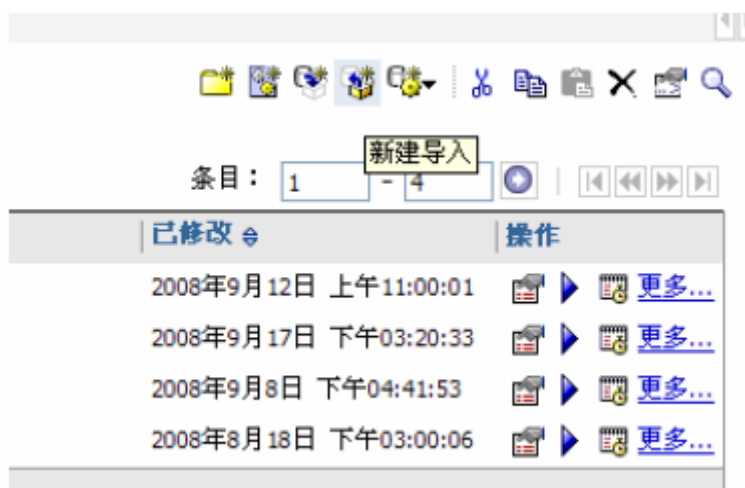 新建导入
条目： 1 - 4
已修改 操作
2008年9月12日 上午11:00:01 更多...
2008年9月17日 下午03:20:33 更多...
2008年9月8日 下午04:41:53 更多...
2008年8月18日 下午03:00:06 更多...